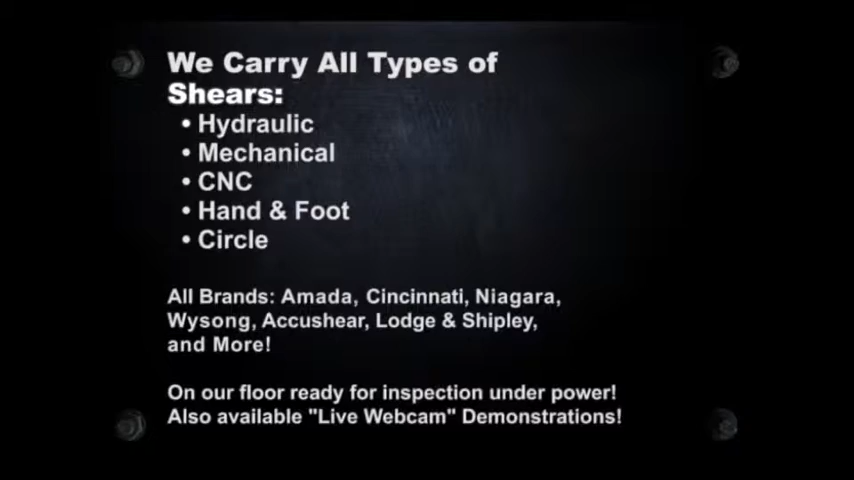 We Carry All Types of
Shears:
• Hydraulic
• Mechanical
• CNC
• Hand & Foot
• Circle
All Brands: Amada, Cincinnati, Niagara,
Wysong, Accushear, Lodge & Shipley,
and More!
On our floor ready for inspection under power!
Also available "Live Webcam" Demonstrations!